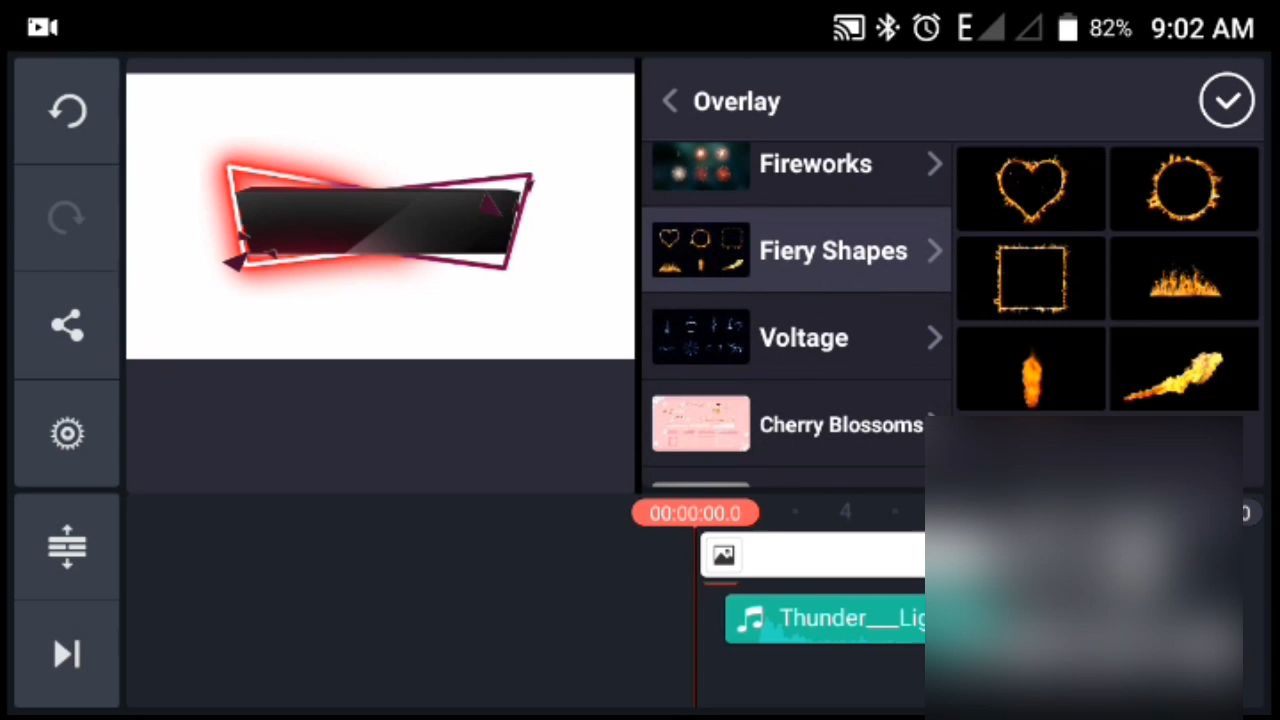 E 82% 9:02 AM
Overlay
Fireworks
Fiery Shapes
Voltage
Cherry Blossoms
00:00:00.0 4
Thunder___Lig